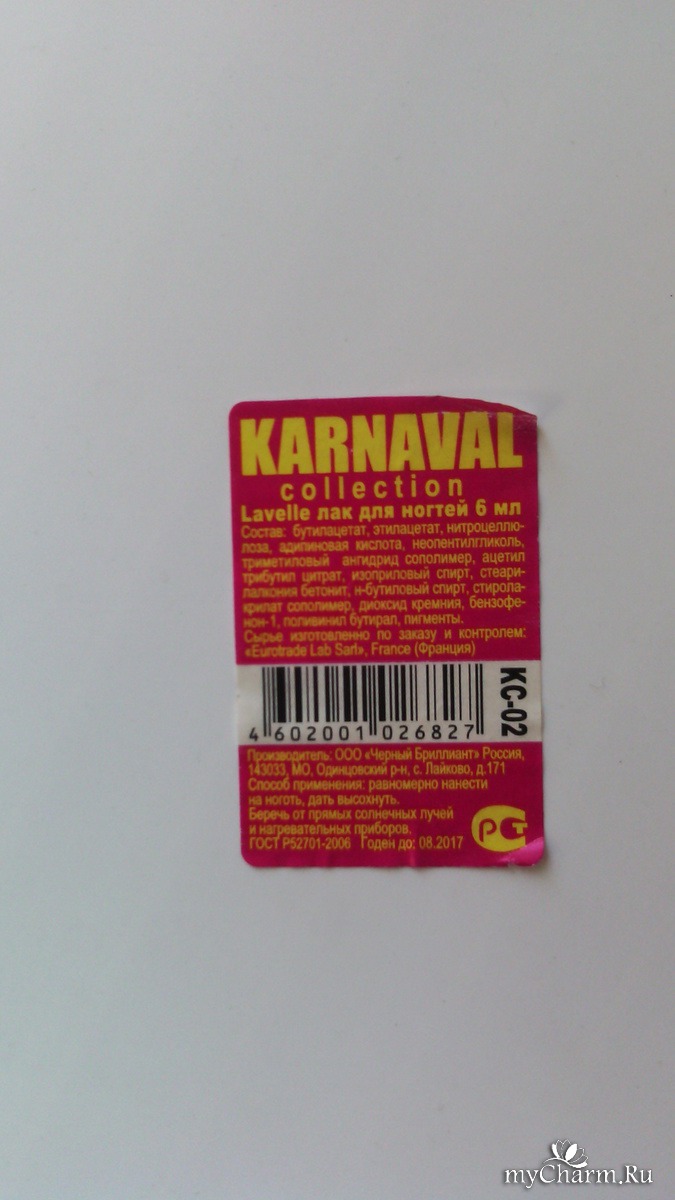 KARNAVAL
collection
Lavelle лак для ногтей 6 мл
Состав: бутилацетат, этилацетат, нитроцеллю-
лоза, адипиновая кислота, неопентилгликоль,
триметиловый ангидрид сополимер, ацетил
трибутил цитрат, изоприловый спирт, стеари-
лалкония бетонит, н-бутиловый спирт, стирола-
крилат сополимер, диоксид кремния, бензофе-
нон-1, поливинил бутирал, пигменты.
Сырье изготовлено по заказу и контролем:
«Eurotrade Lab Sarl», France (Франция)
KC-02
4 602001 026827
Производитель: ООО «Черный Бриллиант» Россия,
143033, МО, Одинцовский р-н, с. Лайково, д.171
Способ применения: равномерно нанести
на ноготь, дать высохнуть.
Беречь от прямых солнечных лучей
и нагревательных приборов.
ГОСТ Р52701-2006 Годен до: 08.2017
РСТ
myCharm.Ru